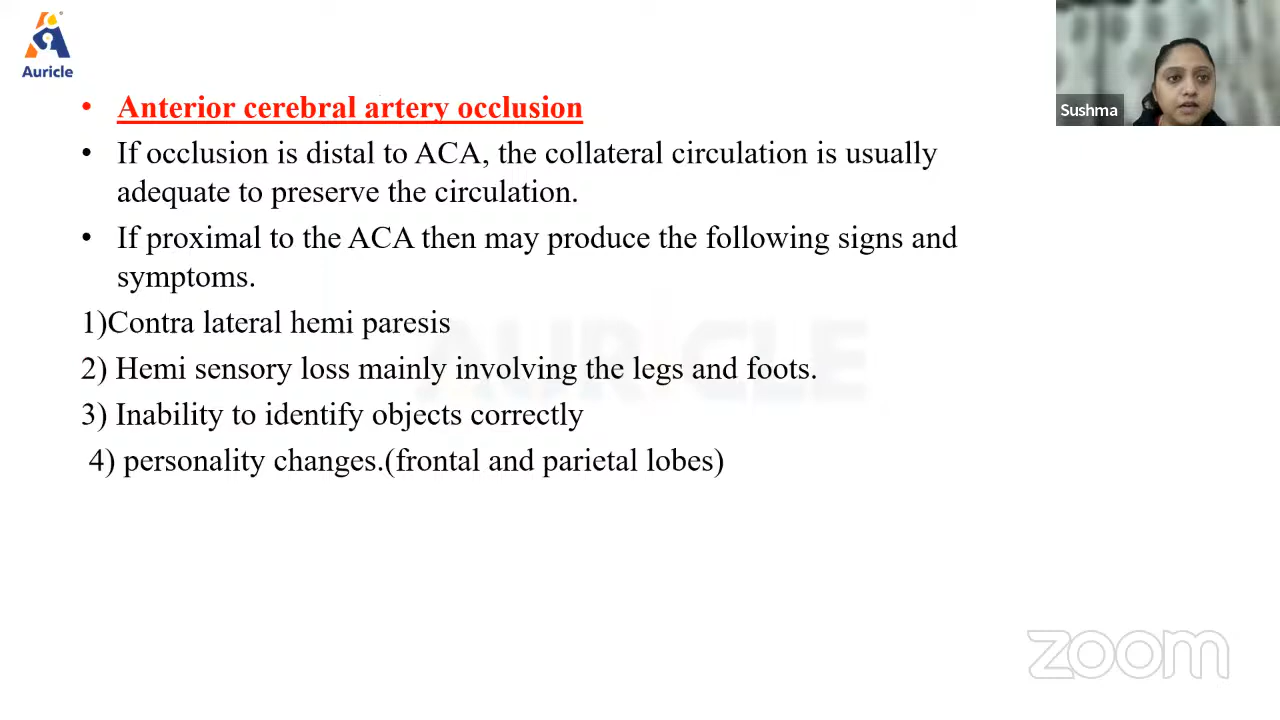 Auricle
Sushma
• Anterior cerebral artery occlusion
• If occlusion is distal to ACA, the collateral circulation is usually
adequate to preserve the circulation.
• If proximal to the ACA then may produce the following signs and
symptoms.
1)Contra lateral hemi paresis
2) Hemi sensory loss mainly involving the legs and foots.
3) Inability to identify objects correctly
4) personality changes.(frontal and parietal lobes)
AURICLE
zoom